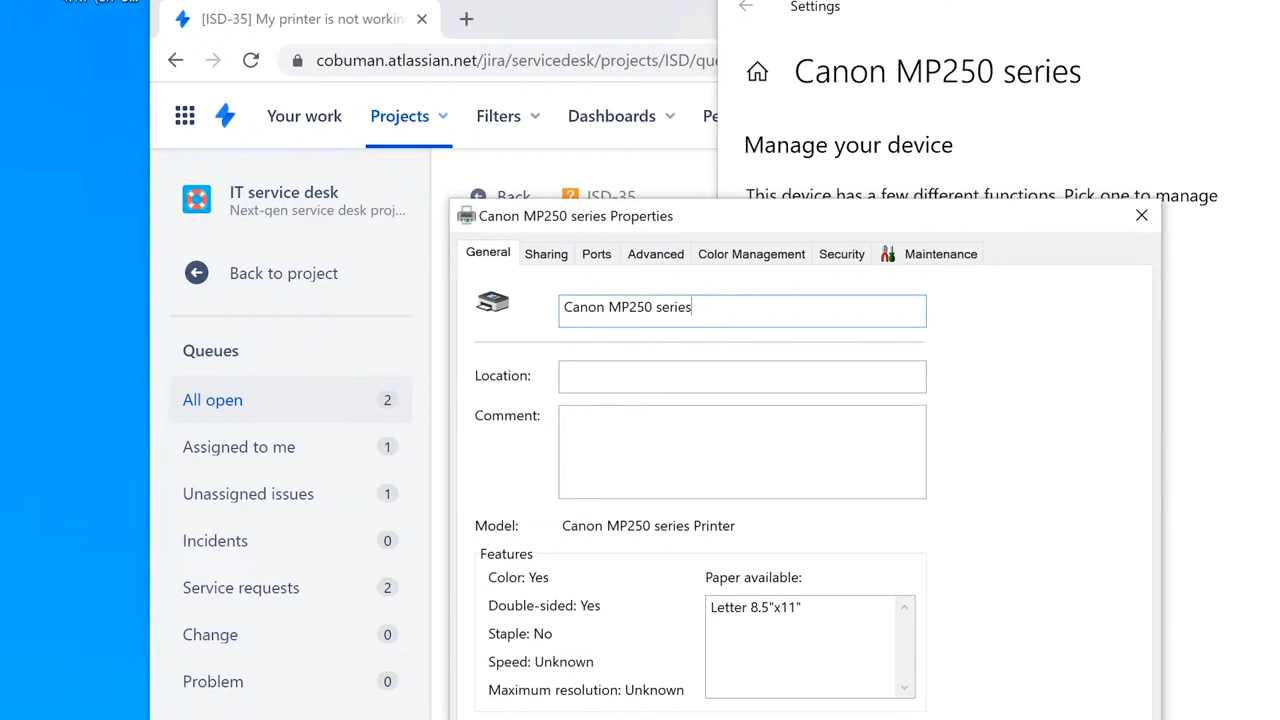 [ISD-35] My printer is not workin
Settings
cobuman.atlassian.net/jira/servicedesk/projects/ISD/qu
Canon MP250 series
Your work
Projects
Filters
Dashboards
Manage your device
This device has a few different functions. Pick one to manage
IT service desk
Next-gen service desk proj...
Back
ISD-35
Back to project
Queues
All open 2
Assigned to me 1
Unassigned issues 1
Incidents 0
Service requests 2
Change 0
Problem 0
Canon MP250 series Properties
General Sharing Ports Advanced Color Management Security Maintenance
Canon MP250 series
Location:
Comment:
Model: Canon MP250 series Printer
Features
Color: Yes
Double-sided: Yes
Staple: No
Speed: Unknown
Maximum resolution: Unknown
Paper available:
Letter 8.5"x11"